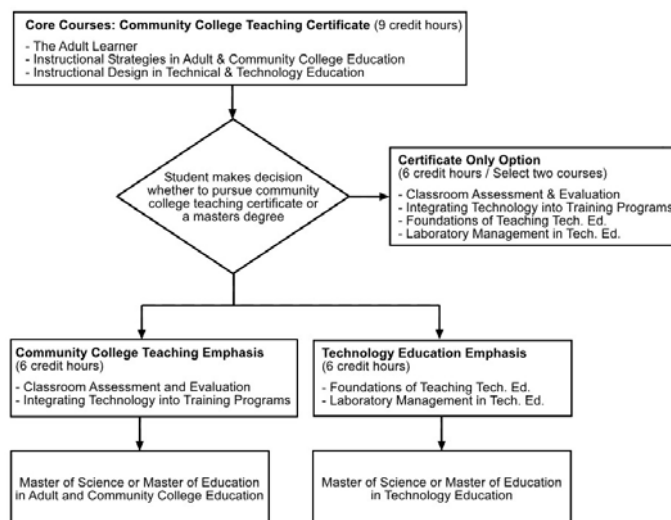 Core Courses: Community College Teaching Certificate (9 credit hours)
- The Adult Learner
- Instructional Strategies in Adult & Community College Education
- Instructional Design in Technical & Technology Education
Student makes decision
whether to pursue community
college teaching certificate or
a masters degree
Certificate Only Option
(6 credit hours / Select two courses)
- Classroom Assessment & Evaluation
- Integrating Technology into Training Programs
- Foundations of Teaching Tech. Ed.
- Laboratory Management in Tech. Ed.
Community College Teaching Emphasis
(6 credit hours)
- Classroom Assessment and Evaluation
- Integrating Technology into Training Programs
Technology Education Emphasis
(6 credit hours)
- Foundations of Teaching Tech. Ed.
- Laboratory Management in Tech. Ed.
Master of Science or Master of Education
in Adult and Community College Education
Master of Science or Master of Education
in Technology Education